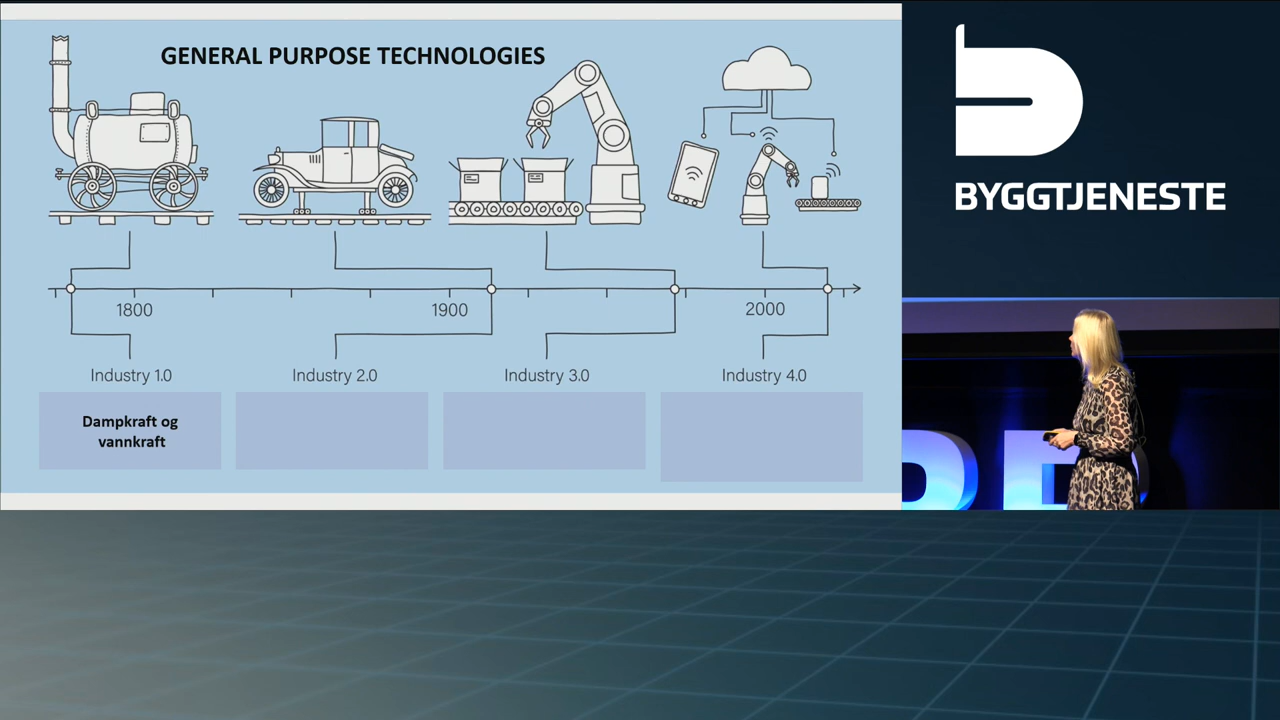 GENERAL PURPOSE TECHNOLOGIES
1800
1900
2000
Industry 1.0
Industry 2.0
Industry 3.0
Industry 4.0
Dampkraft og
vannkraft
BYGGTJENESTE